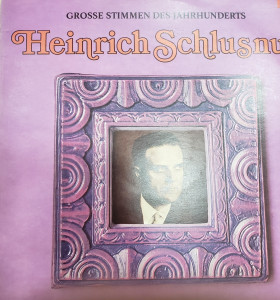 GROSSE STIMMEN DES JAHRHUNDERTS
Heinrich Schlusnu